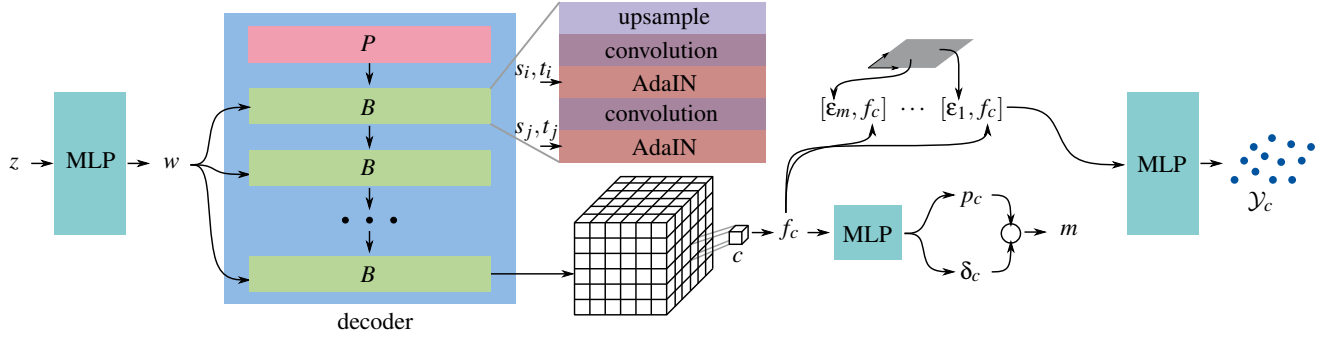 z
MLP
w
P
B
B
• • •
B
decoder
upsample
convolution
s_i, t_i
AdaIN
convolution
s_j, t_j
AdaIN
c
f_c
[ε_m, f_c] ⋯ [ε_1, f_c]
MLP
p_c
δ_c
m
MLP
𝒴_c